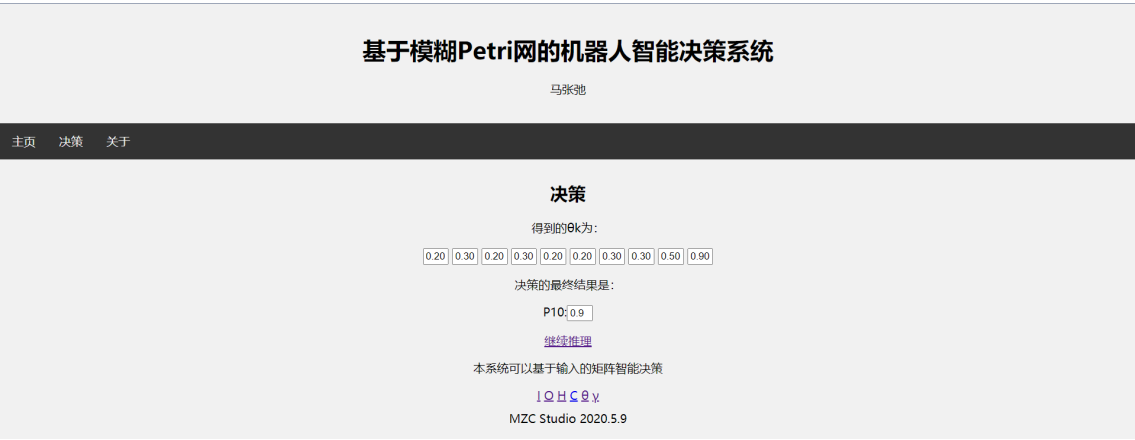 基于模糊Petri网的机器人智能决策系统
马张弛
主页 决策 关于
决策
得到的θk为:
0.20 0.30 0.20 0.30 0.20 0.20 0.30 0.30 0.50 0.90
决策的最终结果是:
P10:0.9
继续推理
本系统可以基于输入的矩阵智能决策
I O H C θ γ
MZC Studio 2020.5.9